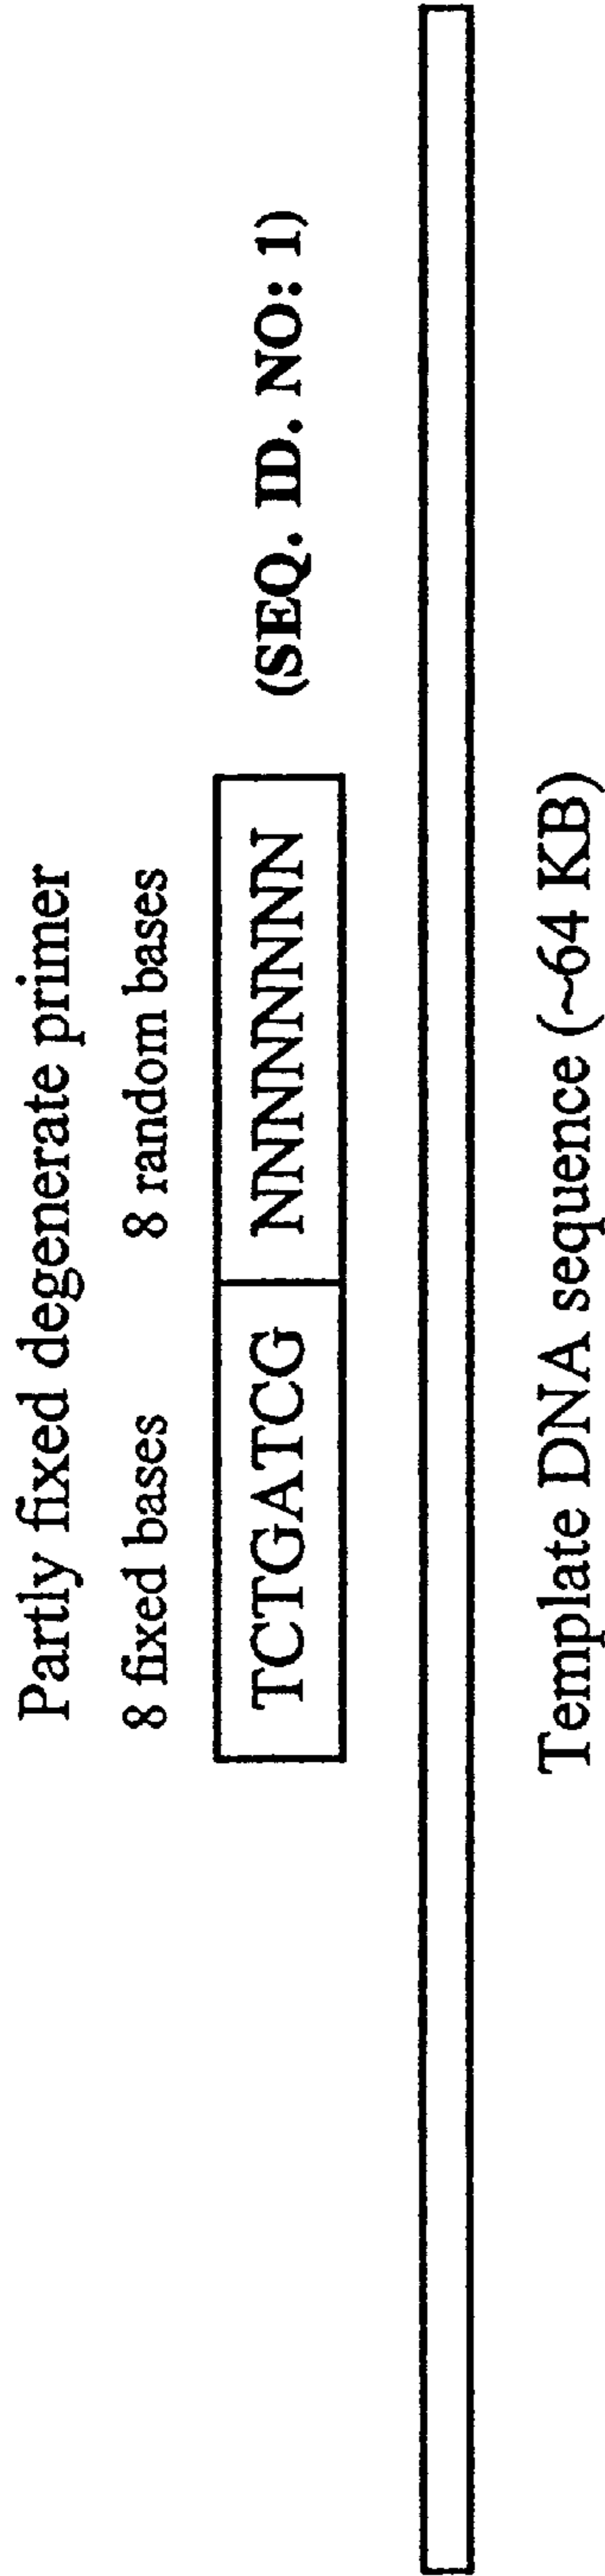 Partly fixed degenerate primer
8 fixed bases 8 random bases
TCTGATCG NNNNNNNN (SEQ. ID. NO: 1)
Template DNA sequence (~64 KB)